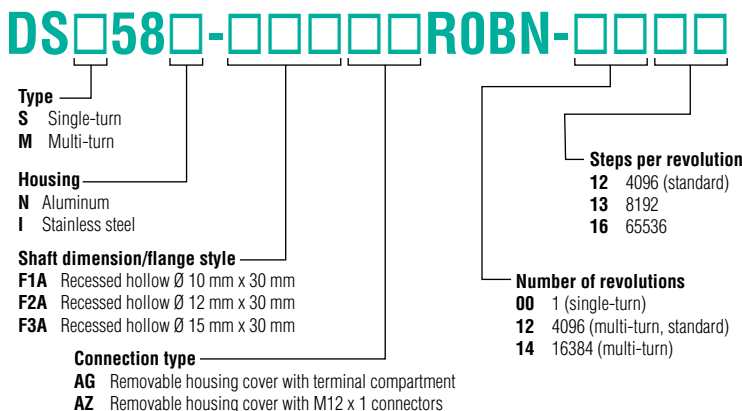 DS□58□-□□□□□R0BN-□□□□
Type
S Single-turn
M Multi-turn
Housing
N Aluminum
I Stainless steel
Shaft dimension/flange style
F1A Recessed hollow Ø 10 mm x 30 mm
F2A Recessed hollow Ø 12 mm x 30 mm
F3A Recessed hollow Ø 15 mm x 30 mm
Connection type
AG Removable housing cover with terminal compartment
AZ Removable housing cover with M12 x 1 connectors
Steps per revolution
12 4096 (standard)
13 8192
16 65536
Number of revolutions
00 1 (single-turn)
12 4096 (multi-turn, standard)
14 16384 (multi-turn)